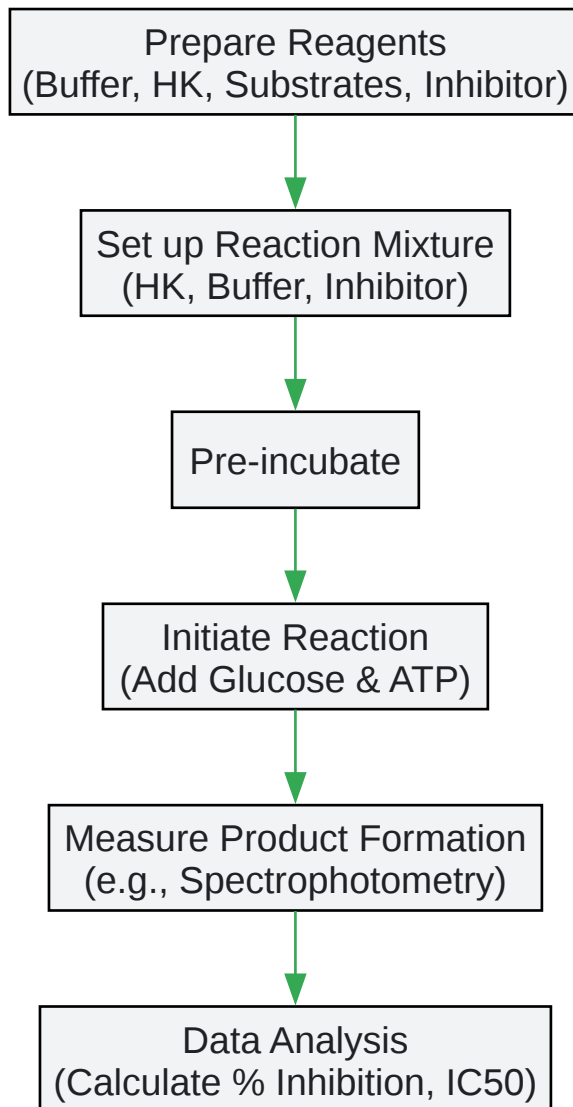 Prepare Reagents
(Buffer, HK, Substrates, Inhibitor)
Set up Reaction Mixture
(HK, Buffer, Inhibitor)
Pre-incubate
Initiate Reaction
(Add Glucose & ATP)
Measure Product Formation
(e.g., Spectrophotometry)
Data Analysis
(Calculate % Inhibition, IC50)